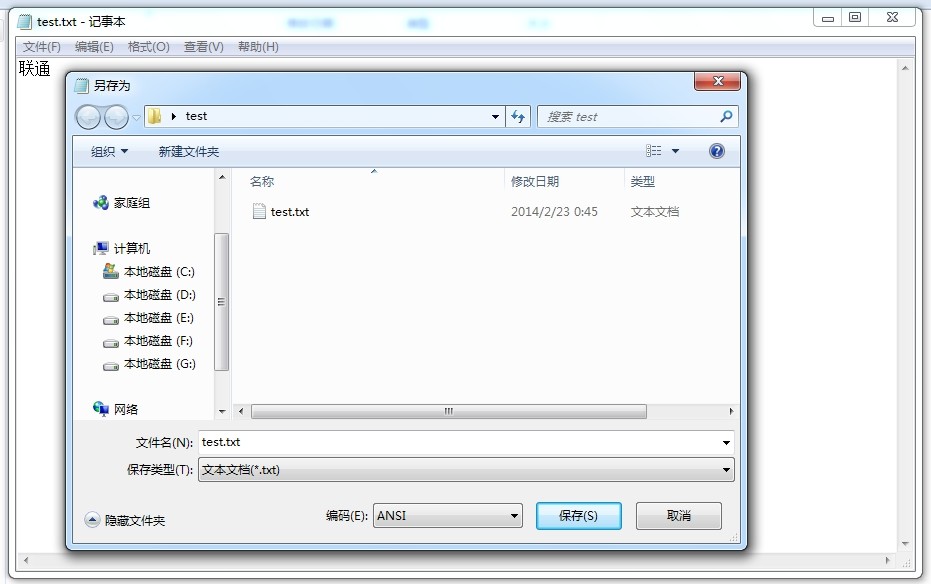 test.txt - 记事本
文件(F) 编辑(E) 格式(O) 查看(V) 帮助(H)
联通
另存为
test
搜索 test
组织 新建文件夹
名称 修改日期 类型
家庭组
test.txt 2014/2/23 0:45 文本文档
计算机
本地磁盘 (C:)
本地磁盘 (D:)
本地磁盘 (E:)
本地磁盘 (F:)
本地磁盘 (G:)
网络
文件名(N): test.txt
保存类型(T): 文本文档(*.txt)
隐藏文件夹 编码(E): ANSI 保存(S) 取消